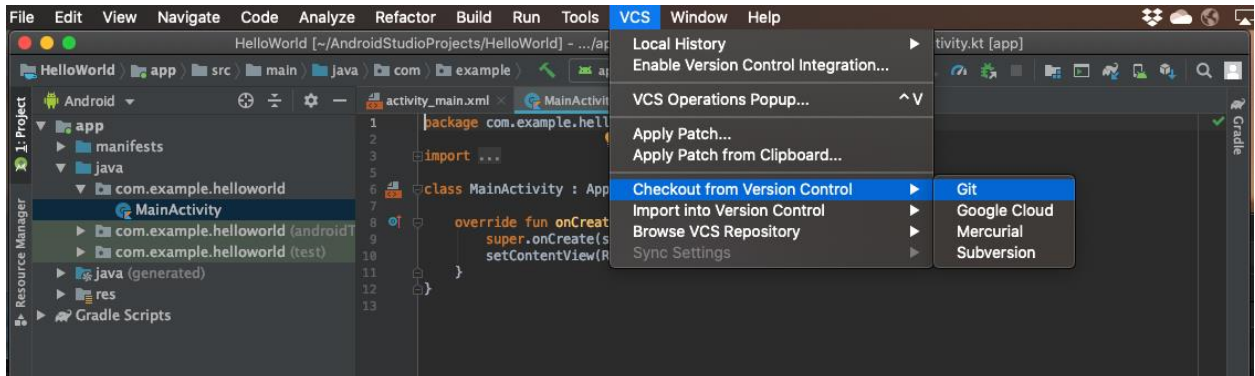 File Edit View Navigate Code Analyze Refactor Build Run Tools VCS Window Help
HelloWorld [~/AndroidStudioProjects/HelloWorld] - .../ap
tivity.kt [app]
HelloWorld app src main java com example
Android
activity_main.xml
MainActivit
1: Project
Resource Manager
Gradle
app
manifests
java
com.example.helloworld
MainActivity
com.example.helloworld (androidT
com.example.helloworld (test)
java (generated)
res
Gradle Scripts
1 package com.example.hell
2
3 import ...
5
6 class MainActivity : App
7
8 override fun onCreat
9 super.onCreate(s
10 setContentView(R
11 }
12 }
13
Local History
Enable Version Control Integration...
VCS Operations Popup... ^V
Apply Patch...
Apply Patch from Clipboard...
Checkout from Version Control
Import into Version Control
Browse VCS Repository
Sync Settings
Git
Google Cloud
Mercurial
Subversion